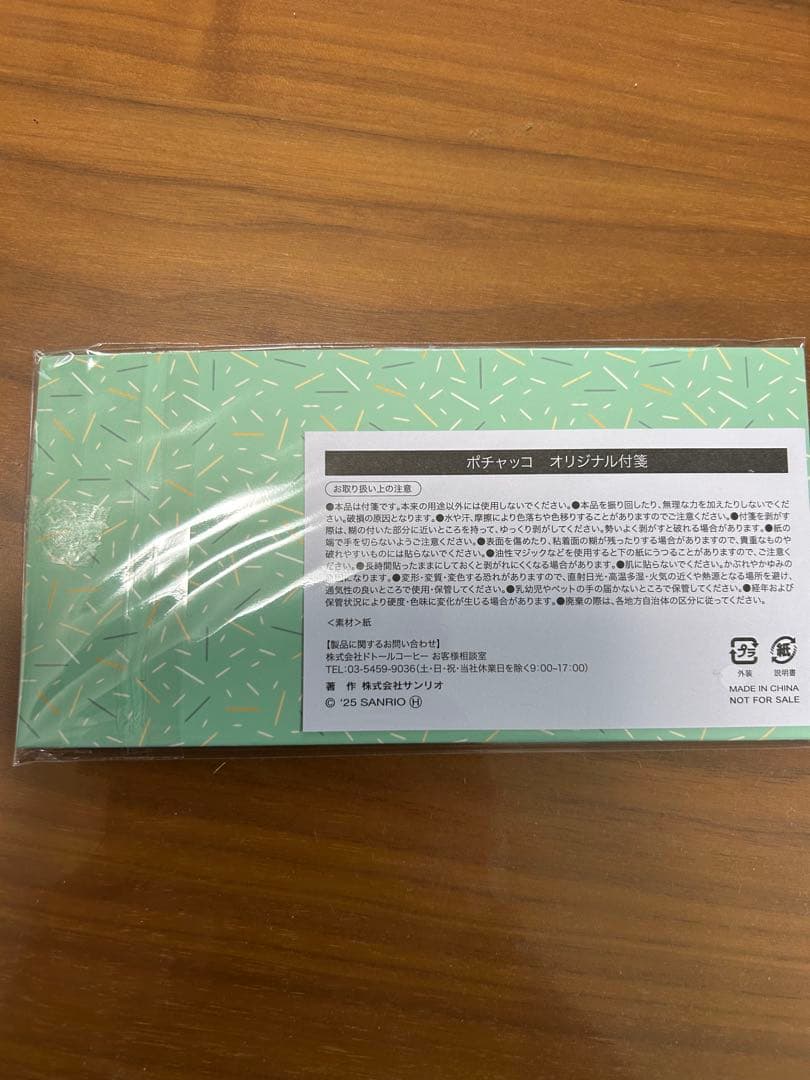 ポチャッコ　オリジナル付箋
お取り扱い上の注意
●本品は付箋です。本来の用途以外には使用しないでください。●本品を振り回したり、無理な力を加えたりしないでく
ださい。破損の原因となります。●水や汗、摩擦により色落ちや色移りすることがありますのでご注意ください。●付箋を剥がす
際は、糊の付いた部分に近いところを持って、ゆっくり剥がしてください。勢いよく剥がすと破れる場合があります。●紙の
端で手を切らないようご注意ください。●表面を傷めたり、粘着面の糊が残ったりする場合がありますので、貴重なものや
破れやすいものには貼らないでください。●油性マジックなどを使用すると下の紙にうつることがありますので、ご注意くだ
さい。●長時間貼ったままにしておくと剥がれにくくなる場合があります。●肌に貼らないでください。かぶれやかゆみの
になります。●変形・変質・変色する恐れがありますので、直射日光・高温多湿・火気の近くや熱源となる場所を避け、
通気性の良いところで使用・保管してください。●乳幼児やペットの手の届かないところで保管してください。●経年および
保管状況により硬度・色味に変化が生じる場合があります。●廃棄の際は、各地方自治体の区分に従ってください。
＜素材＞紙
【製品に関するお問い合わせ】
株式会社ドトールコーヒー お客様相談室
TEL:03-5459-9036(土・日・祝・当社休業日を除く9:00~17:00)
著　作 株式会社サンリオ
© '25 SANRIO Ⓗ
プラ
外装
紙
説明書
MADE IN CHINA
NOT FOR SALE